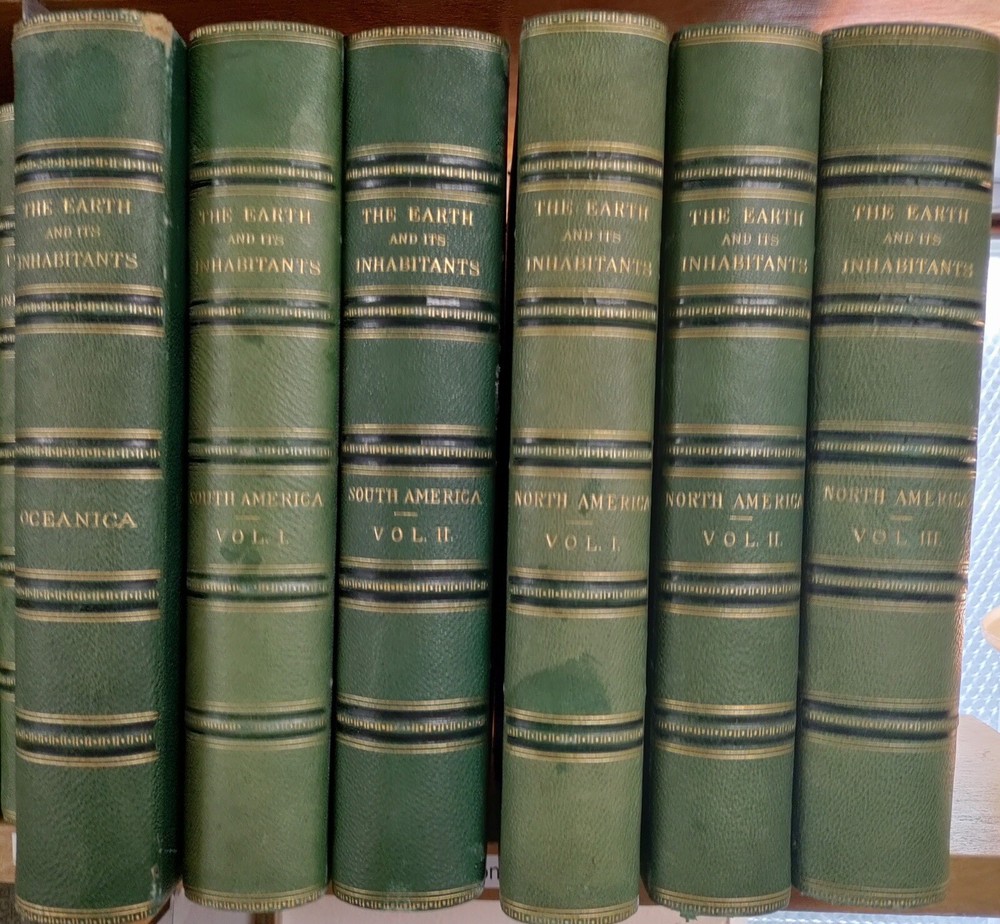 THE EARTH
AND ITS
INHABITANTS
OCEANICA
THE EARTH
AND ITS
INHABITANTS
SOUTH AMERICA
VOL. I.
THE EARTH
AND ITS
INHABITANTS
SOUTH AMERICA
VOL. II.
THE EARTH
AND ITS
INHABITANTS
NORTH AMERICA
VOL. I.
THE EARTH
AND ITS
INHABITANTS
NORTH AMERICA
VOL. II.
THE EARTH
AND ITS
INHABITANTS
NORTH AMERICA
VOL. III.